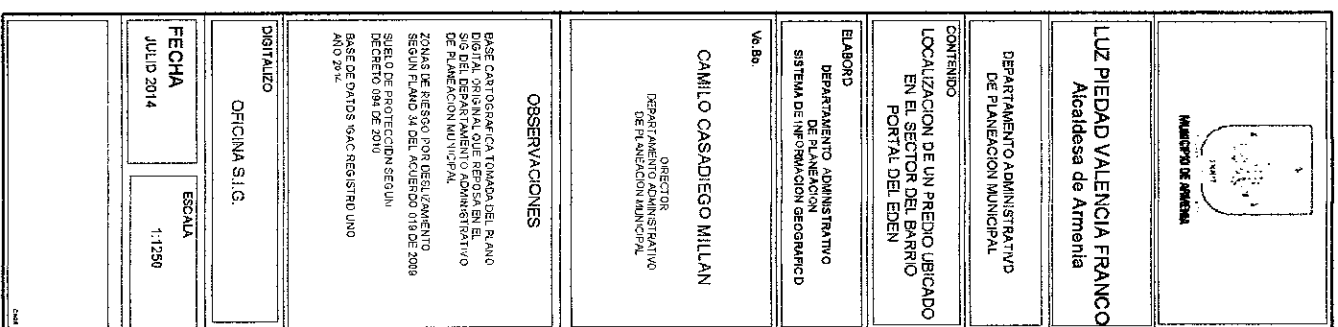 MUNICIPIO DE ARMENIA
LUZ PIEDAD VALENCIA FRANCO
Alcaldesa de Armenia
DEPARTAMENTO ADMINISTRATIVO
DE PLANEACION MUNICIPAL
CONTENIDO
LOCALIZACION DE UN PREDIO UBICADO
EN EL SECTOR DEL BARRIO
PORTAL DEL EDEN
ELABORO
DEPARTAMENTO ADMINISTRATIVO
DE PLANEACION
SISTEMA DE INFORMACION GEOGRAFICO
Vo.Bo.
CAMILO CASADIEGO MILLAN
DIRECTOR
DEPARTAMENTO ADMINISTRATIVO
DE PLANEACION MUNICIPAL
OBSERVACIONES
BASE CARTOGRAFICA TOMADA DEL PLANO
DIGITAL ORIGINAL QUE REPOSA EN EL
SIG DEL DEPARTAMENTO ADMINISTRATIVO
DE PLANEACION MUNICIPAL
ZONAS DE RIESGO POR DESLIZAMIENTO
SEGUN PLANO 34 DEL ACUERDO 019 DE 2009
SUELO DE PROTECCION SEGUN
DECRETO 094 DE 2010
BASE DE DATOS IGAC REGISTRO UNO
AÑO 2014
DIGITALIZO
OFICINA S.I.G.
FECHA
JULIO 2014
ESCALA
1:1250